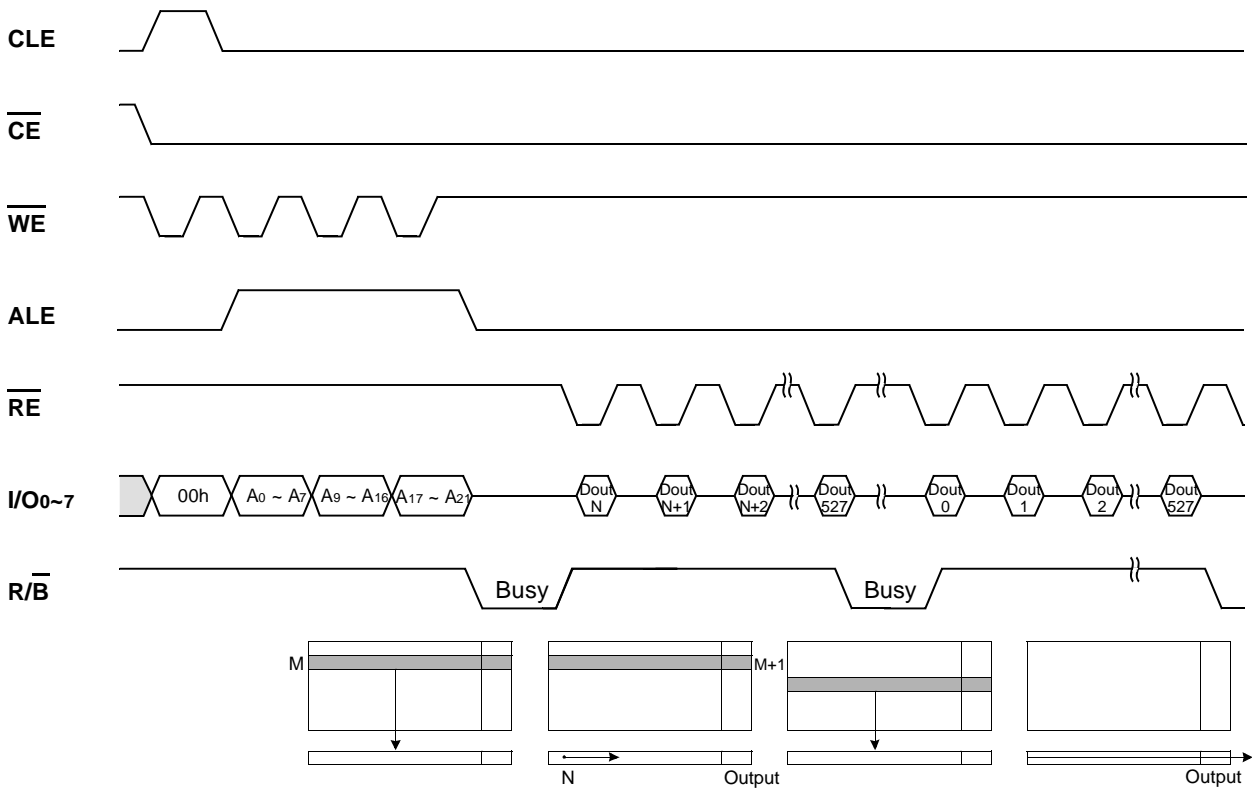 CLE
CE
WE
ALE
RE
I/O0~7
00h
A0 ~ A7
A9 ~ A16
A17 ~ A21
Dout
N
Dout
N+1
Dout
N+2
Dout
527
Dout
0
Dout
1
Dout
2
Dout
527
R/B
Busy
Busy
M
M+1
N
Output
Output